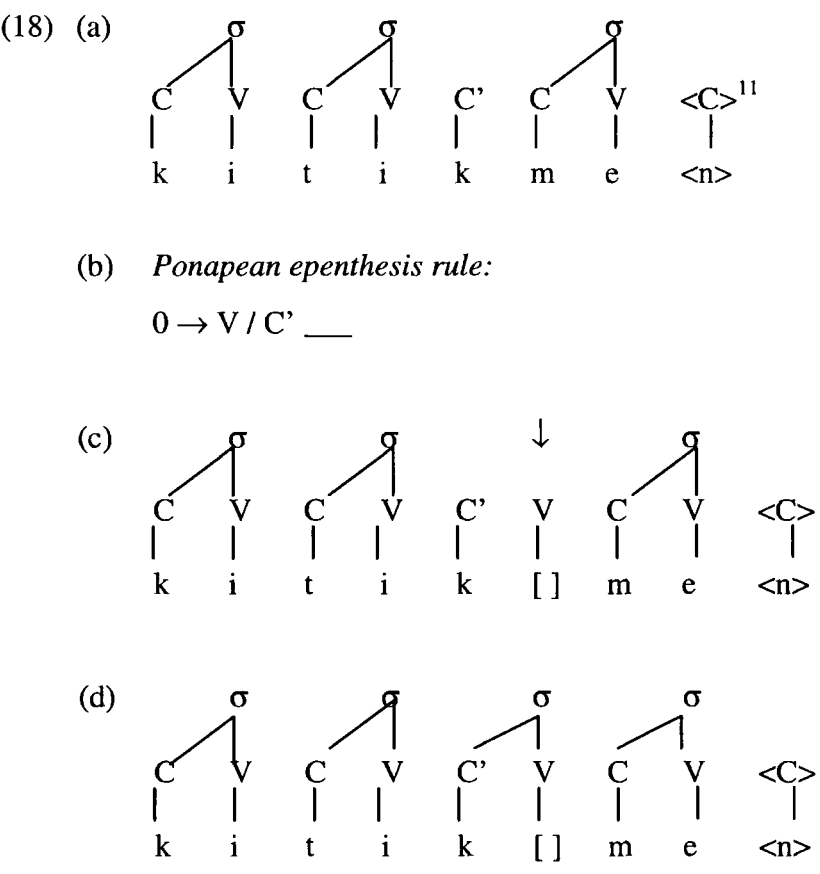 (18) (a) σ σ σ
C V C V C’ C V <C>11
k i t i k m e <n>
(b) Ponapean epenthesis rule:
0 → V / C’ ___
(c) σ σ ↓ σ
C V C V C’ V C V <C>
k i t i k [ ] m e <n>
(d) σ σ σ σ
C V C V C’ V C V <C>
k i t i k [ ] m e <n>